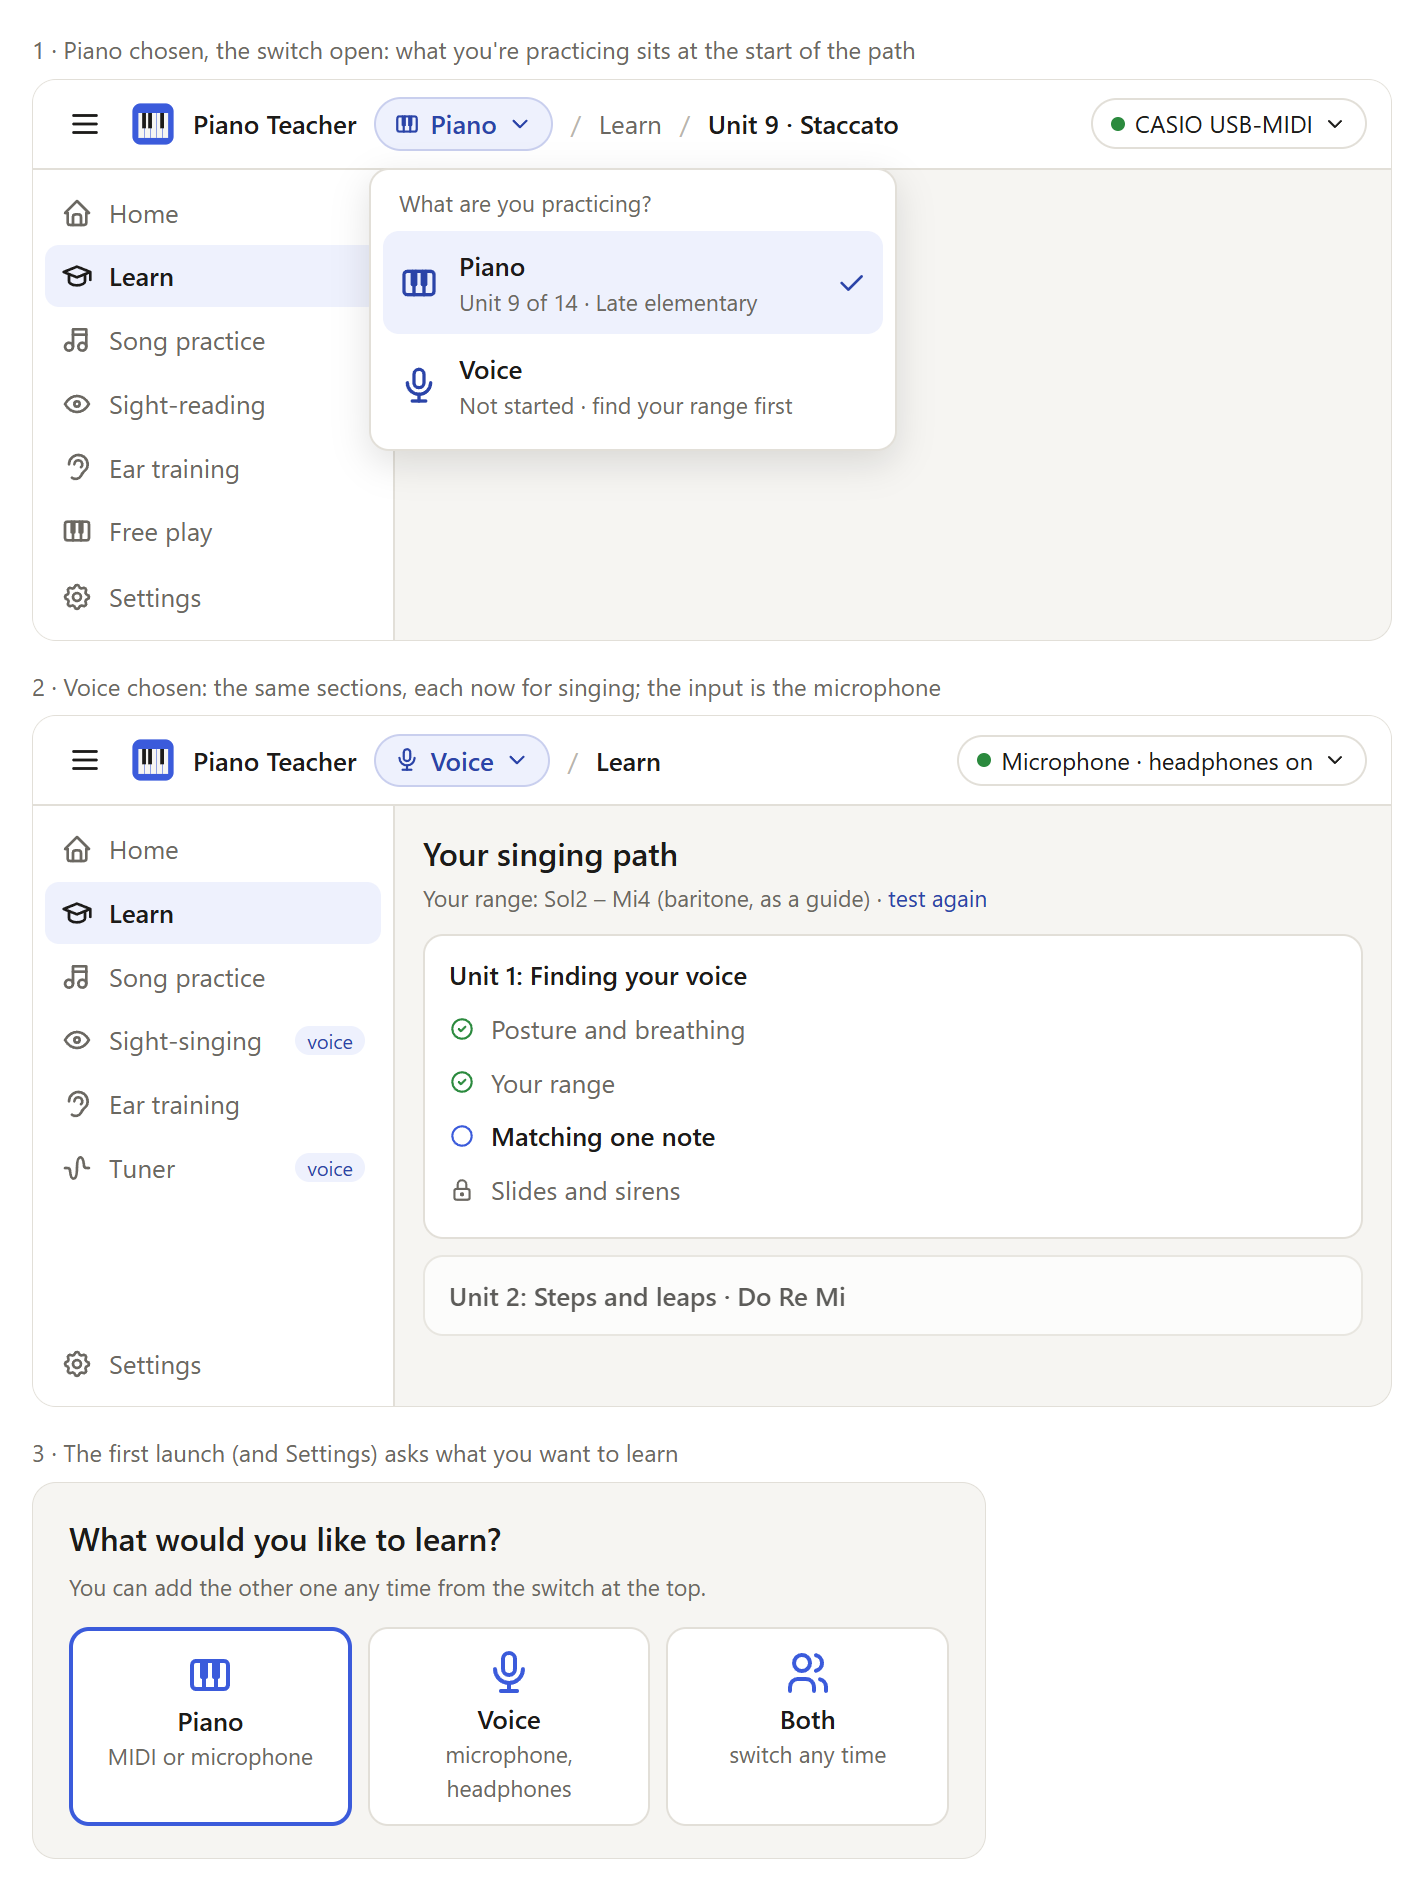 1 · Piano chosen, the switch open: what you're practicing sits at the start of the path
Piano Teacher Piano / Learn / Unit 9 · Staccato CASIO USB-MIDI
Home
Learn
Song practice
Sight-reading
Ear training
Free play
Settings
What are you practicing?
Piano
Unit 9 of 14 · Late elementary
Voice
Not started · find your range first
2 · Voice chosen: the same sections, each now for singing; the input is the microphone
Piano Teacher Voice / Learn Microphone · headphones on
Home
Learn
Song practice
Sight-singing voice
Ear training
Tuner voice
Settings
Your singing path
Your range: Sol2 – Mi4 (baritone, as a guide) · test again
Unit 1: Finding your voice
Posture and breathing
Your range
Matching one note
Slides and sirens
Unit 2: Steps and leaps · Do Re Mi
3 · The first launch (and Settings) asks what you want to learn
What would you like to learn?
You can add the other one any time from the switch at the top.
Piano
MIDI or microphone
Voice
microphone,
headphones
Both
switch any time